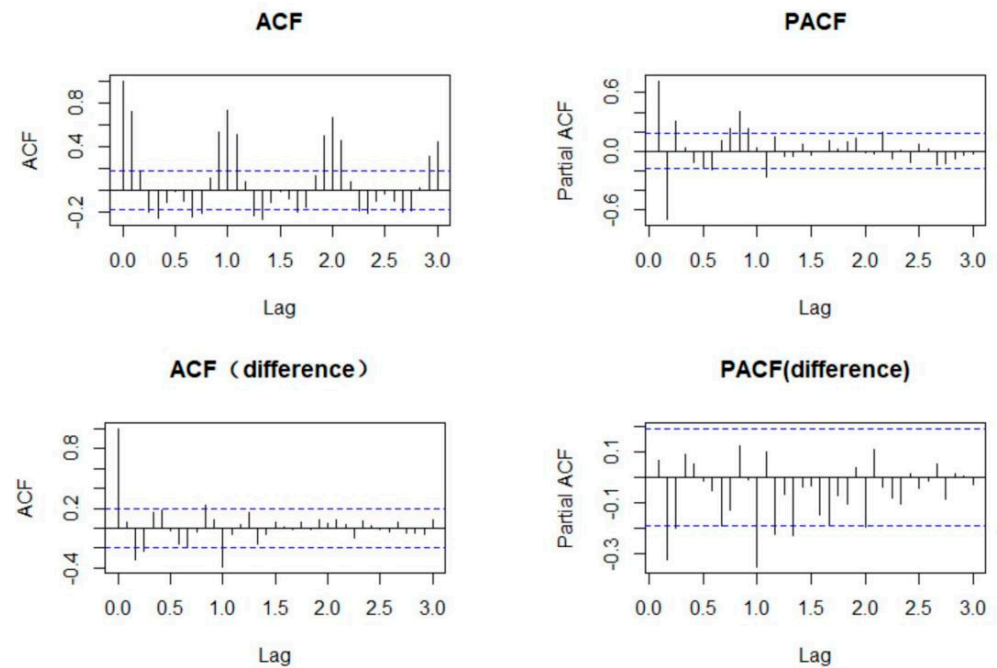 ACF
ACF
-0.2 0.4 0.8
0.0 0.5 1.0 1.5 2.0 2.5 3.0
Lag
PACF
Partial ACF
-0.6 0.0 0.6
0.0 0.5 1.0 1.5 2.0 2.5 3.0
Lag
ACF（difference）
ACF
-0.4 0.2 0.8
0.0 0.5 1.0 1.5 2.0 2.5 3.0
Lag
PACF(difference)
Partial ACF
-0.3 -0.1 0.1
0.0 0.5 1.0 1.5 2.0 2.5 3.0
Lag